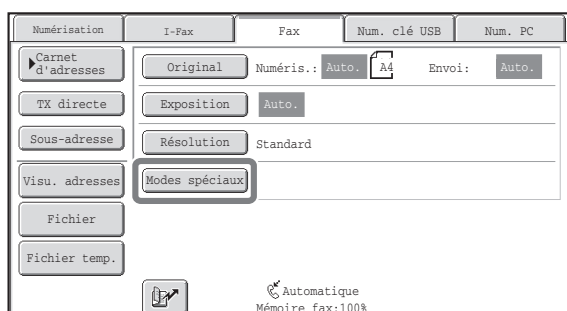 Numérisation
I-Fax
Fax
Num. clé USB
Num. PC
Carnet
d'adresses
Original
Numéris.: Auto. A4 Envoi: Auto.
TX directe
Exposition
Auto.
Sous-adresse
Résolution
Standard
Visu. adresses
Modes spéciaux
Fichier
Fichier temp.
Automatique
Mémoire fax:100%